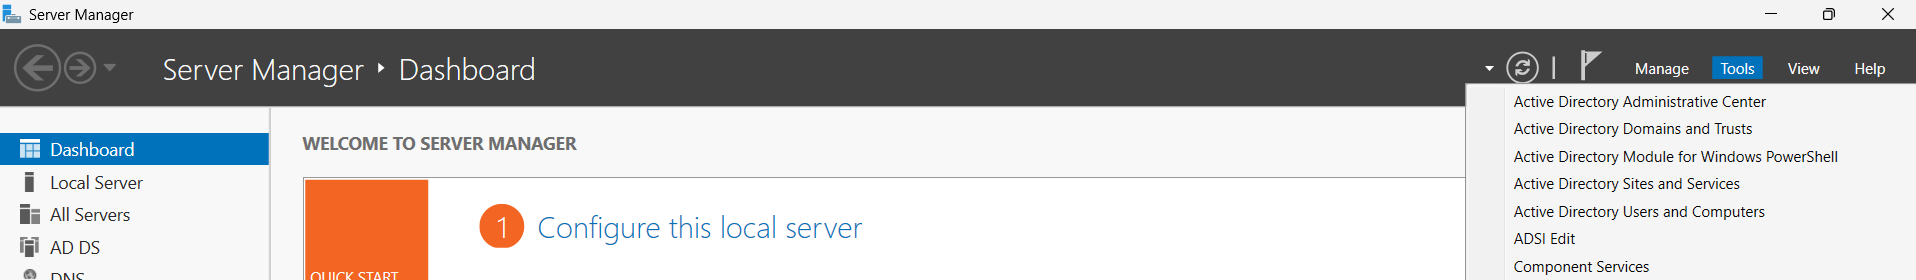 Server Manager
Server Manager ‣ Dashboard
Manage Tools View Help
Dashboard
Local Server
All Servers
AD DS
DNS
WELCOME TO SERVER MANAGER
QUICK START
1 Configure this local server
Active Directory Administrative Center
Active Directory Domains and Trusts
Active Directory Module for Windows PowerShell
Active Directory Sites and Services
Active Directory Users and Computers
ADSI Edit
Component Services